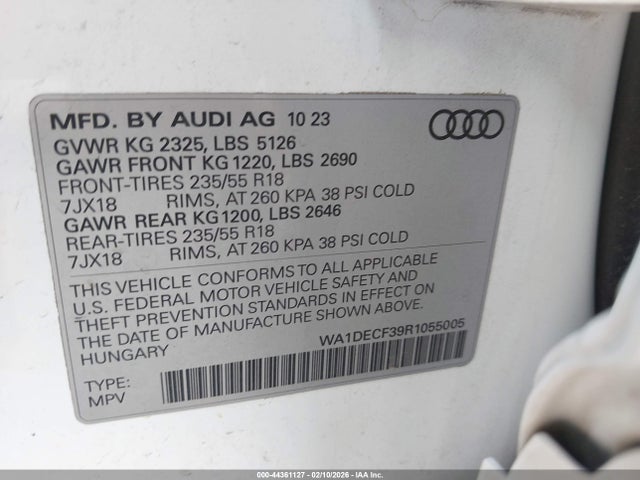 MFD. BY AUDI AG 10 23
GVWR KG 2325, LBS 5126
GAWR FRONT KG 1220, LBS 2690
FRONT-TIRES 235/55 R18
7JX18 RIMS, AT 260 KPA 38 PSI COLD
GAWR REAR KG 1200, LBS 2646
REAR-TIRES 235/55 R18
7JX18 RIMS, AT 260 KPA 38 PSI COLD
THIS VEHICLE CONFORMS TO ALL APPLICABLE
U.S. FEDERAL MOTOR VEHICLE SAFETY AND
THEFT PREVENTION STANDARDS IN EFFECT ON
THE DATE OF MANUFACTURE SHOWN ABOVE.
HUNGARY
WA1DECF39R1055005
TYPE:
MPV
000-44361127 - 02/10/2026 - IAA Inc.